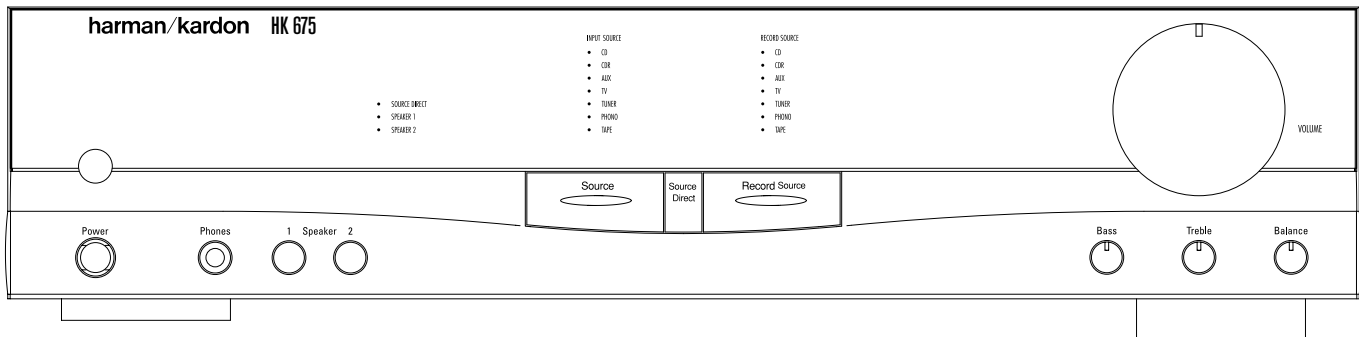 harman/kardon HK 675
INPUT SOURCE
• CD
• CDR
• AUX
• TV
• TUNER
• PHONO
• TAPE
RECORD SOURCE
• CD
• CDR
• AUX
• TV
• TUNER
• PHONO
• TAPE
• SOURCE DIRECT
• SPEAKER 1
• SPEAKER 2
VOLUME
Source
Source
Direct
Record Source
Power
Phones
1 Speaker 2
Bass
Treble
Balance